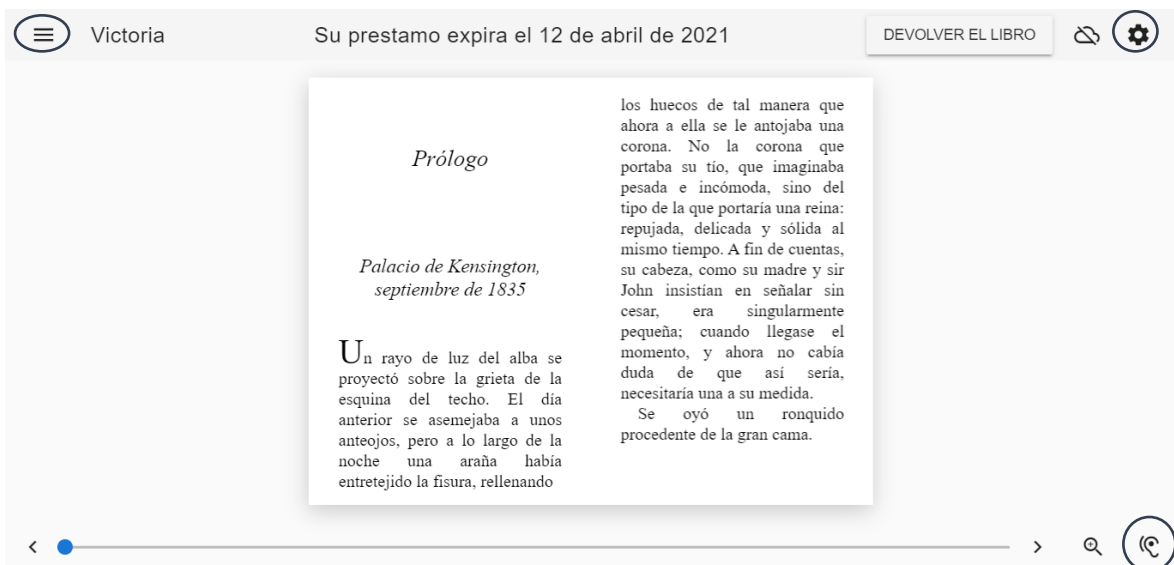 Victoria
Su prestamo expira el 12 de abril de 2021
DEVOLVER EL LIBRO
Prólogo
Palacio de Kensington,
septiembre de 1835
Un rayo de luz del alba se
proyectó sobre la grieta de la
esquina del techo. El día
anterior se asemejaba a unos
anteojos, pero a lo largo de la
noche una araña había
entretejido la fisura, rellenando
los huecos de tal manera que
ahora a ella se le antojaba una
corona. No la corona que
portaba su tío, que imaginaba
pesada e incómoda, sino del
tipo de la que portaría una reina:
repujada, delicada y sólida al
mismo tiempo. A fin de cuentas,
su cabeza, como su madre y sir
John insistían en señalar sin
cesar, era singularmente
pequeña; cuando llegase el
momento, y ahora no cabía
duda de que así sería,
necesitaría una a su medida.
Se oyó un ronquido
procedente de la gran cama.